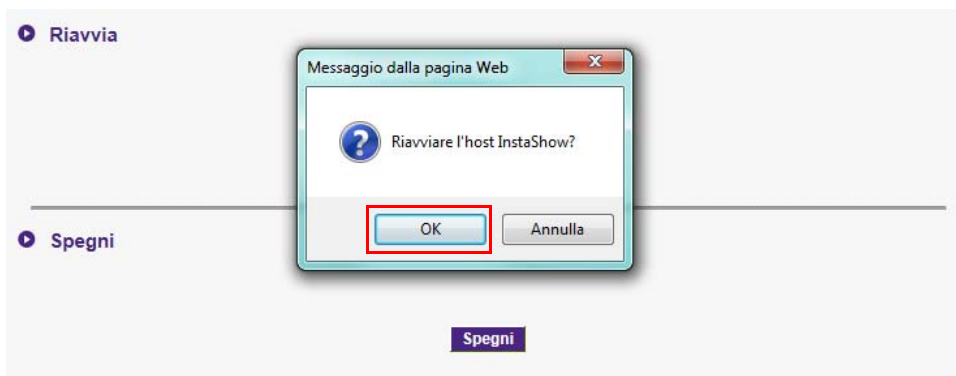 Riavvia
Messaggio dalla pagina Web
Riavviare l'host InstaShow?
OK
Annulla
Spegni
Spegni